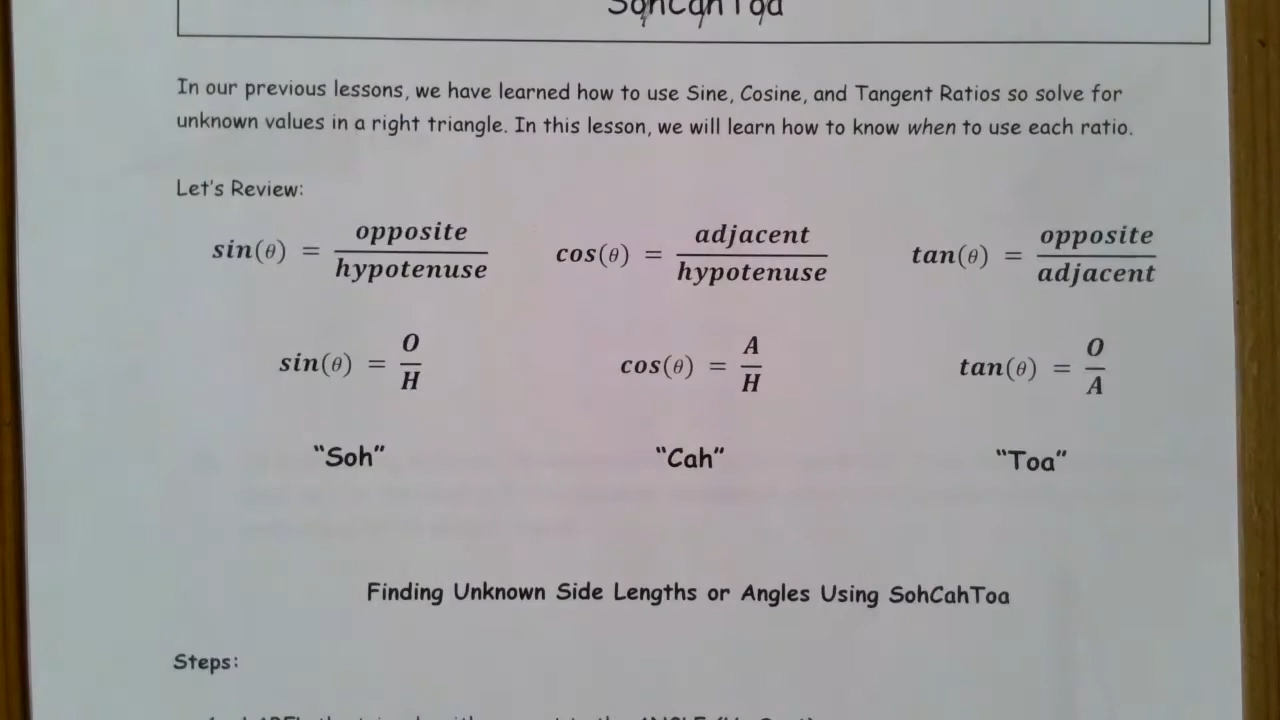 SohCahToa
In our previous lessons, we have learned how to use Sine, Cosine, and Tangent Ratios so solve for
unknown values in a right triangle. In this lesson, we will learn how to know when to use each ratio.
Let's Review:
sin(θ) = opposite/hypotenuse cos(θ) = adjacent/hypotenuse tan(θ) = opposite/adjacent
sin(θ) = O/H cos(θ) = A/H tan(θ) = O/A
"Soh" "Cah" "Toa"
Finding Unknown Side Lengths or Angles Using SohCahToa
Steps: